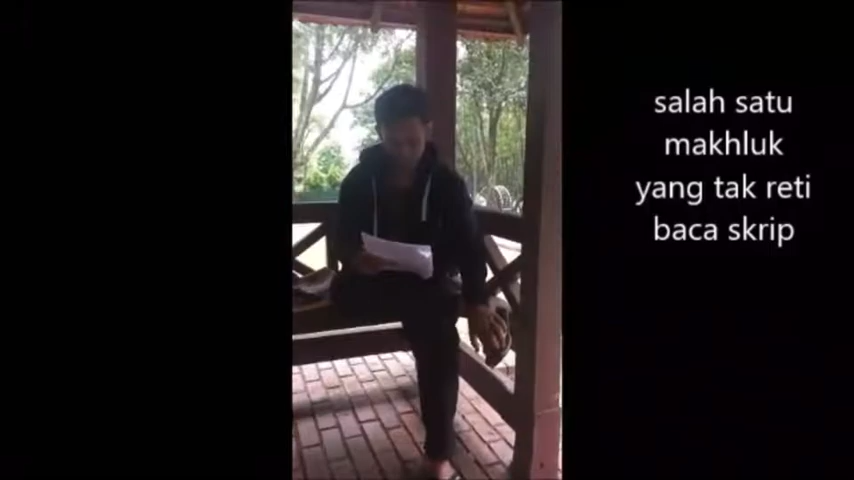 salah satu
makhluk
yang tak reti
baca skrip